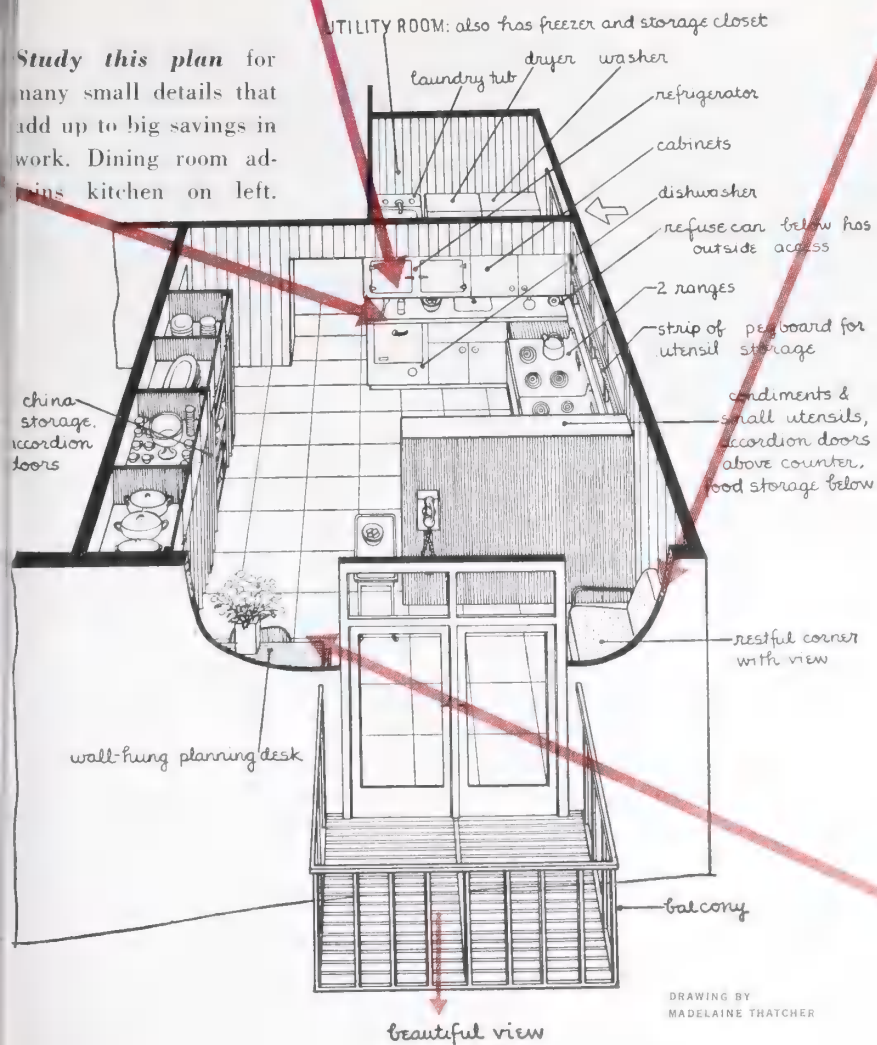 Study this plan for
many small details that
add up to big savings in
work. Dining room ad-
joins kitchen on left.
UTILITY ROOM: also has freezer and storage closet
laundry tub
dryer
washer
refrigerator
cabinets
dishwasher
refuse can below has
outside access
2 ranges
strip of pegboard for
utensil storage
condiments &
small utensils,
accordion doors
above counter,
food storage below
china
storage,
accordion
doors
restful corner
with view
wall-hung planning desk
balcony
beautiful view
DRAWING BY
MADELAINE THATCHER